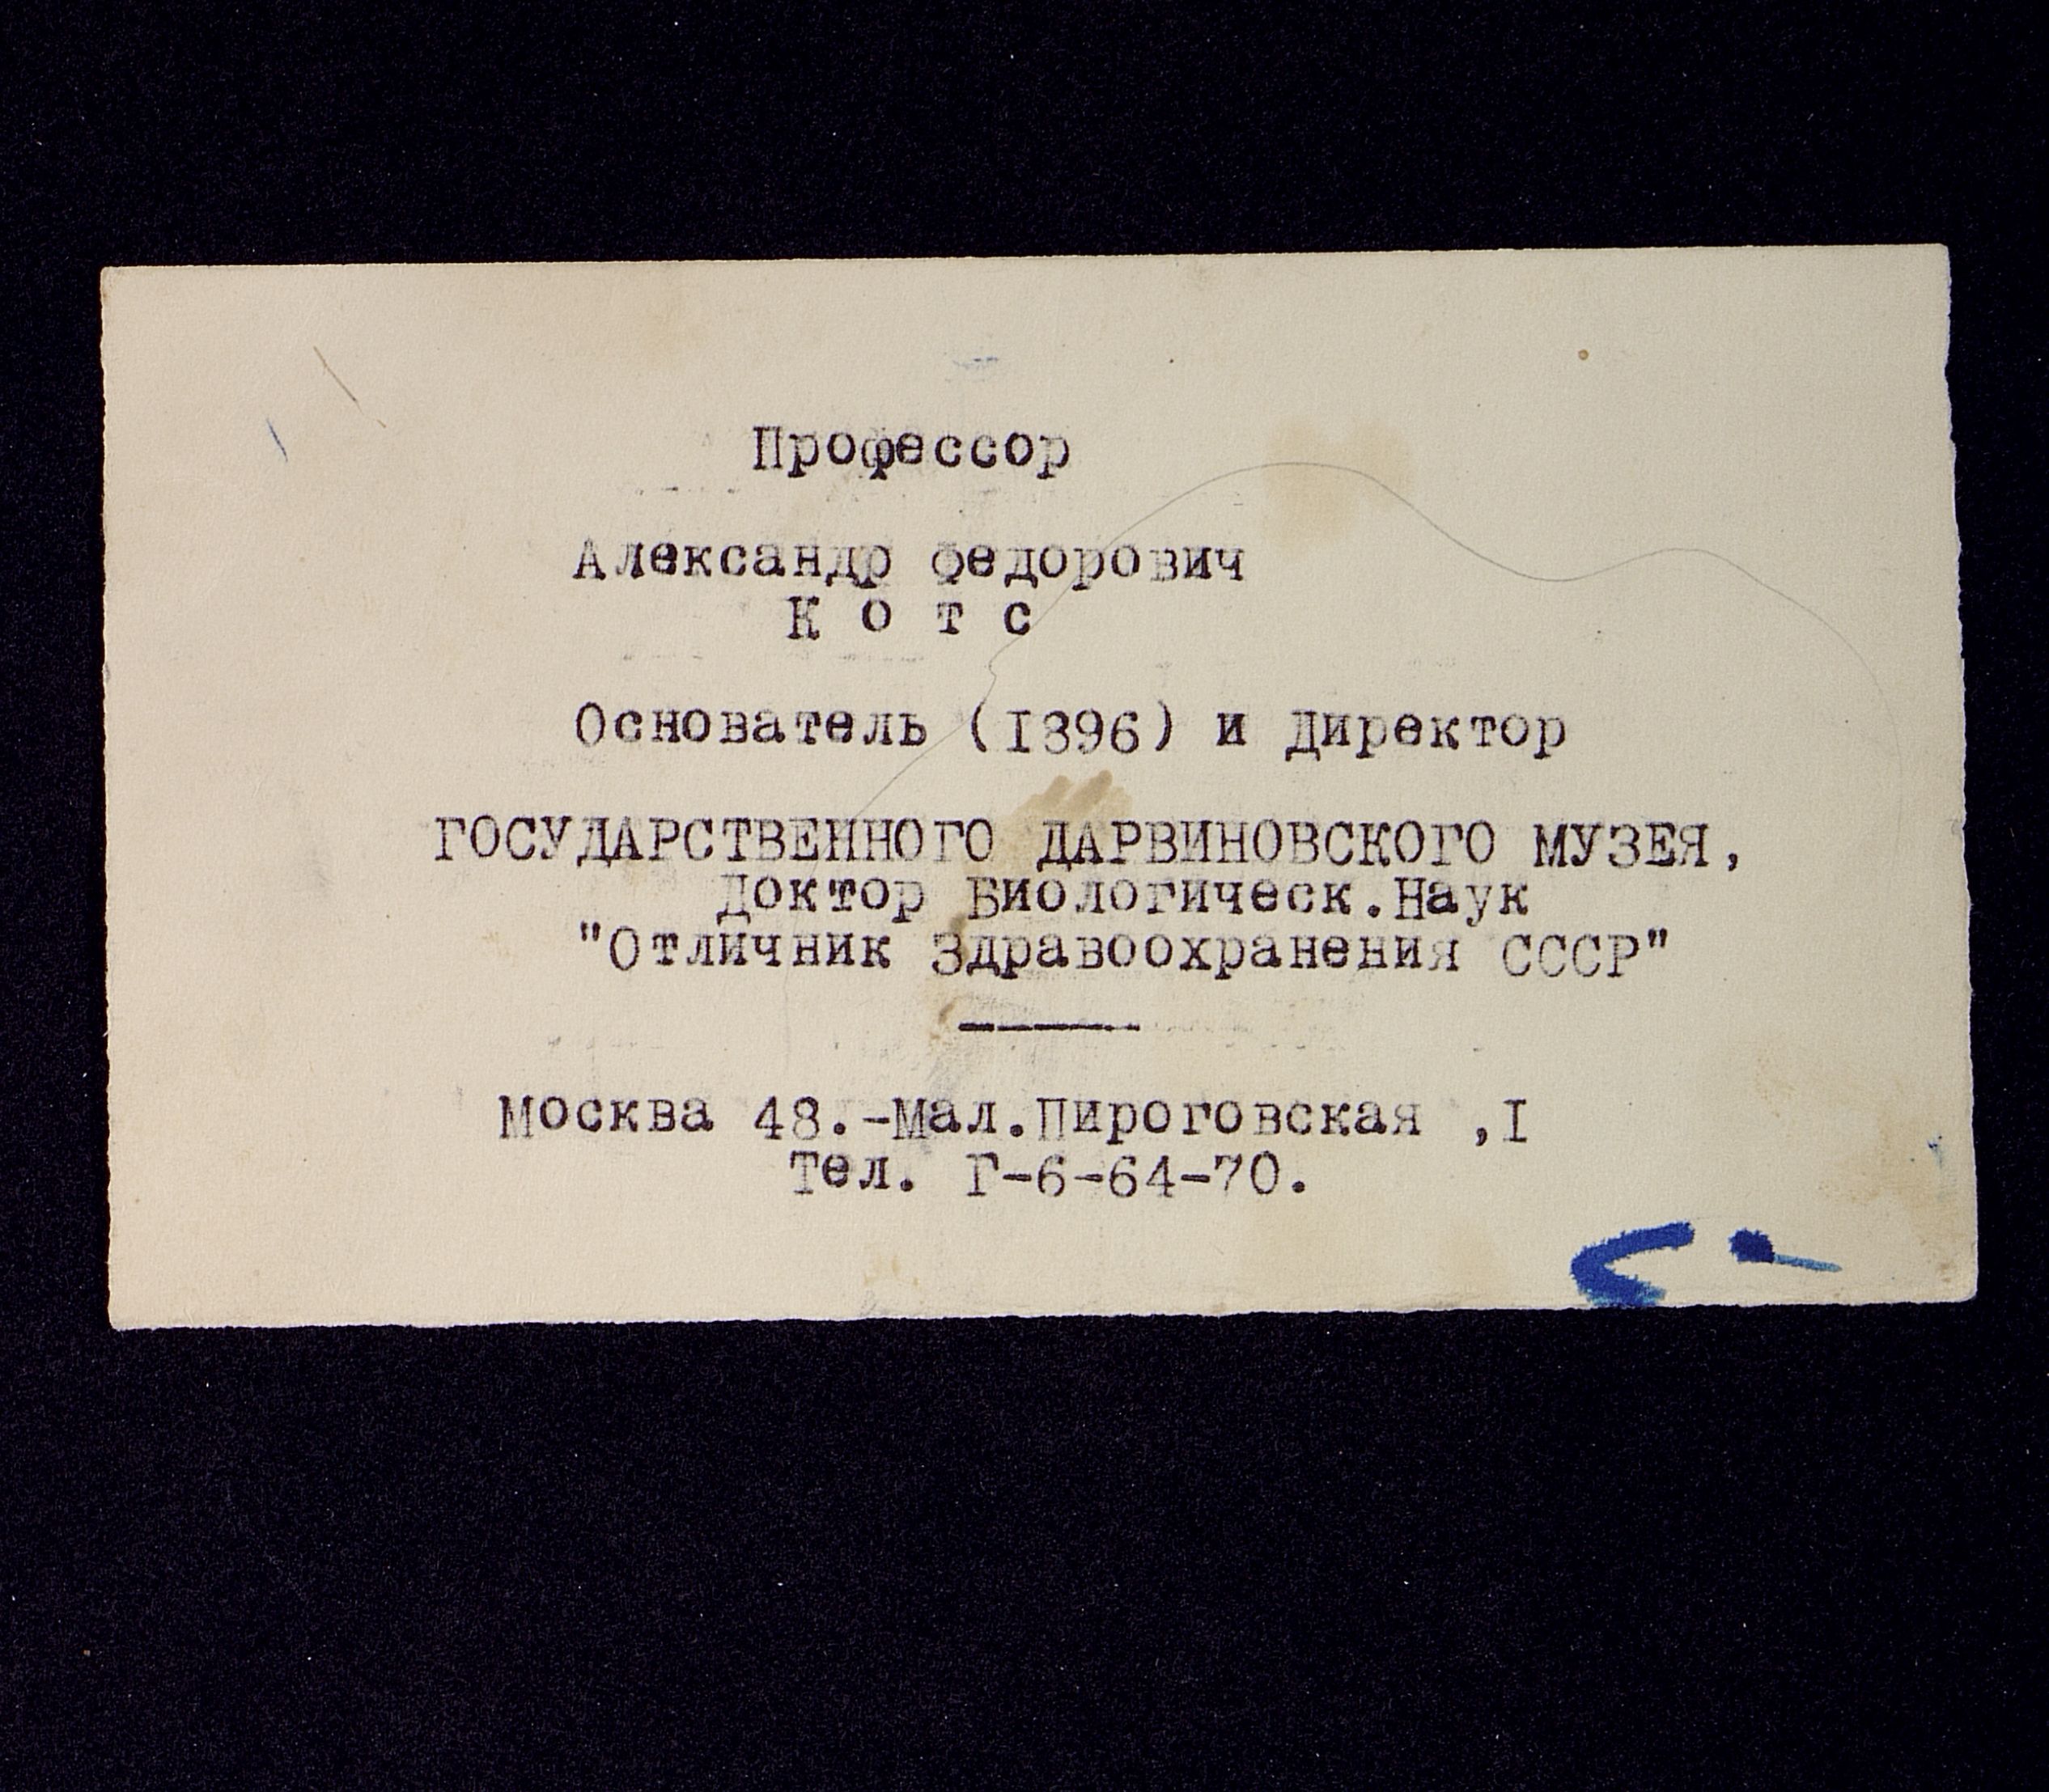 Профессор
Александр Федорович
К о т с
Основатель (I896) и Директор
ГОСУДАРСТВЕННОГО ДАРВИНОВСКОГО МУЗЕЯ,
Доктор Биологическ.Наук
"Отличник Здравоохранения СССР"
Москва 48.-Мал.Пироговская ,I
Тел. Г-6-64-70.